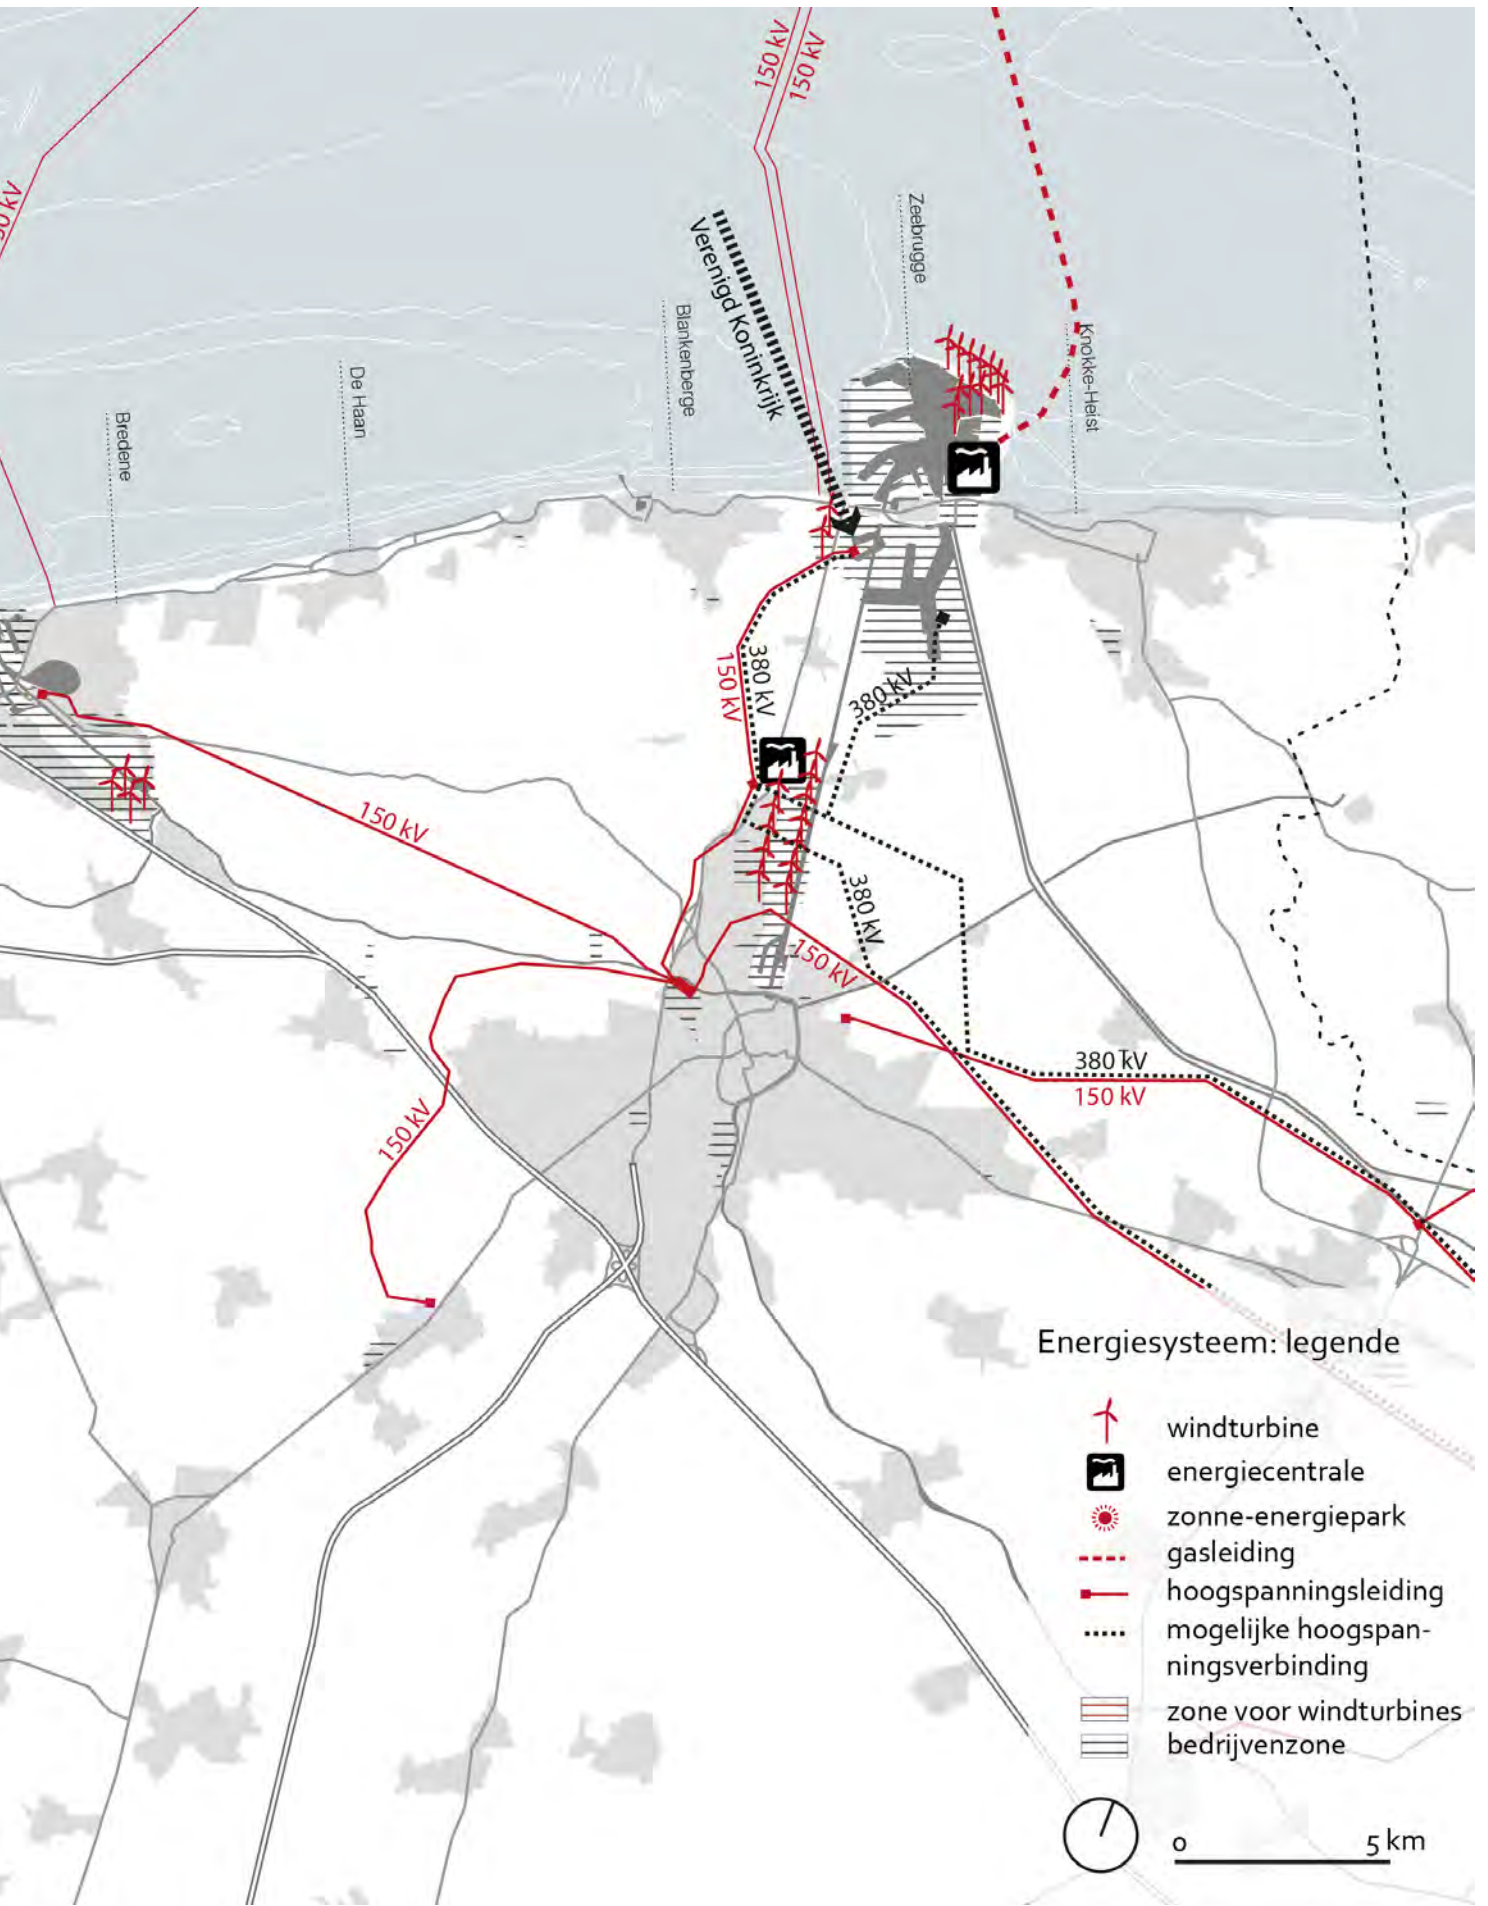 150 kV
150 kV
Zeebrugge
Verenigd Koninkrijk
Blankenberge
Knokke-Heist
De Haan
Bredene
380 kV
150 kV
380 kV
150 kV
380 kV
150 kV
380 kV
150 kV
150 kV
Energiesysteem: legende
windturbine
energiecentrale
zonne-energiepark
gasleiding
hoogspanningsleiding
mogelijke hoogspan-
ningsverbinding
zone voor windturbines
bedrijvenzone
0 5 km